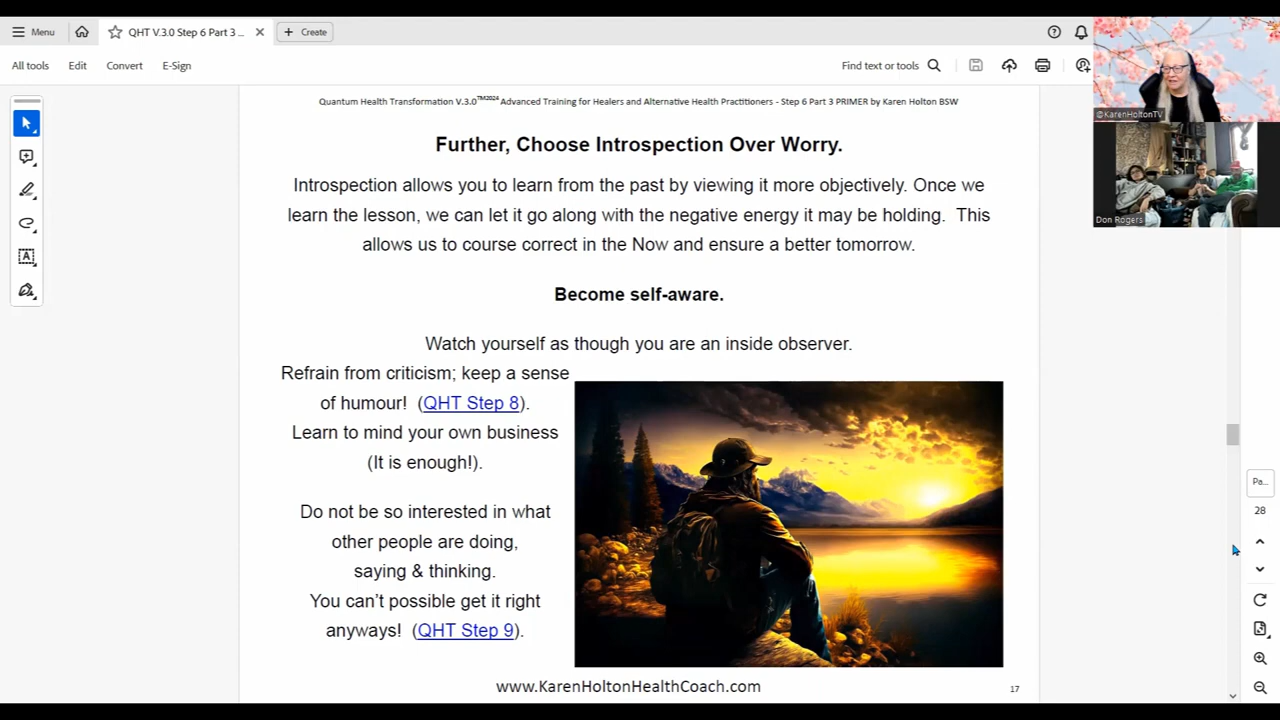 Menu
QHT V.3.0 Step 6 Part 3 ...
Create
All tools
Edit
Convert
E-Sign
Find text or tools
Quantum Health Transformation V.3.0™2024 Advanced Training for Healers and Alternative Health Practitioners - Step 6 Part 3 PRIMER by Karen Holton BSW
@KarenHoltonTV
Don Rogers
Further, Choose Introspection Over Worry.
Introspection allows you to learn from the past by viewing it more objectively. Once we
learn the lesson, we can let it go along with the negative energy it may be holding. This
allows us to course correct in the Now and ensure a better tomorrow.
Become self-aware.
Watch yourself as though you are an inside observer.
Refrain from criticism; keep a sense
of humour! (QHT Step 8).
Learn to mind your own business
(It is enough!).
Do not be so interested in what
other people are doing,
saying & thinking.
You can't possible get it right
anyways! (QHT Step 9).
www.KarenHoltonHealthCoach.com
17
Pa...
28